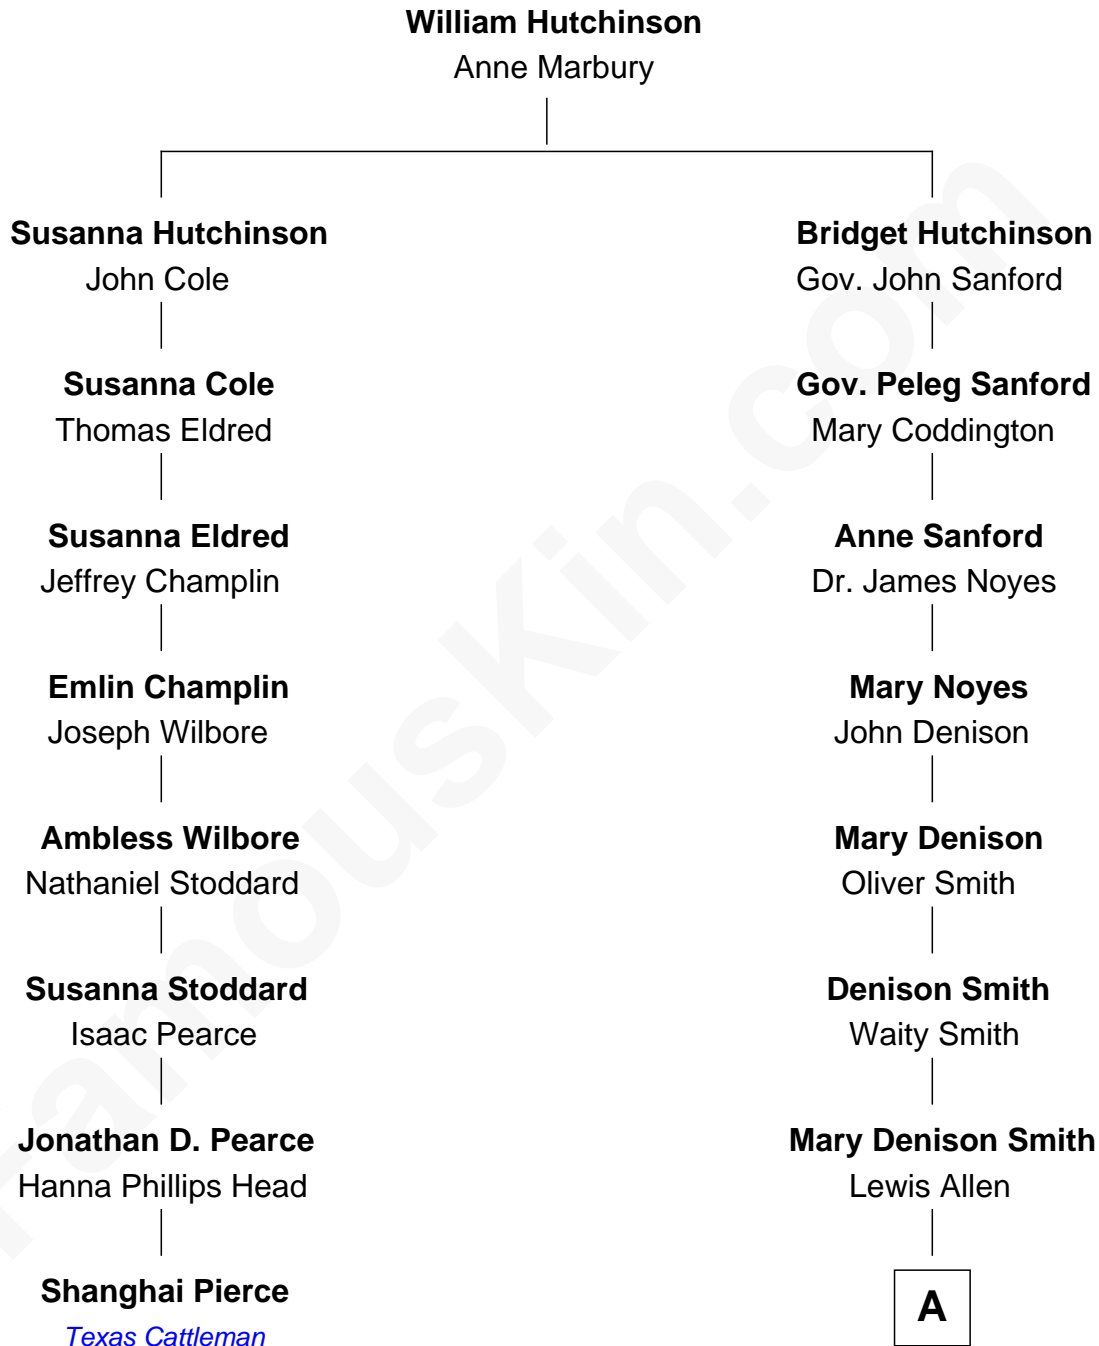 William Hutchinson
Anne Marbury
Susanna Hutchinson
John Cole
Bridget Hutchinson
Gov. John Sanford
Susanna Cole
Thomas Eldred
Gov. Peleg Sanford
Mary Coddington
Susanna Eldred
Jeffrey Champlin
Anne Sanford
Dr. James Noyes
Emlin Champlin
Joseph Wilbore
Mary Noyes
John Denison
Ambless Wilbore
Nathaniel Stoddard
Mary Denison
Oliver Smith
Susanna Stoddard
Isaac Pearce
Denison Smith
Waity Smith
Jonathan D. Pearce
Hanna Phillips Head
Mary Denison Smith
Lewis Allen
Shanghai Pierce
Texas Cattleman
A
FamousKin.com